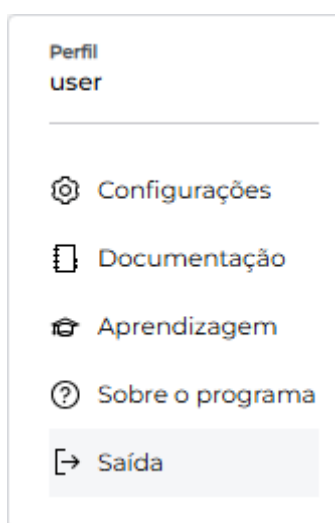 Perfil
user
Configurações
Documentação
Aprendizagem
Sobre o programa
Saída